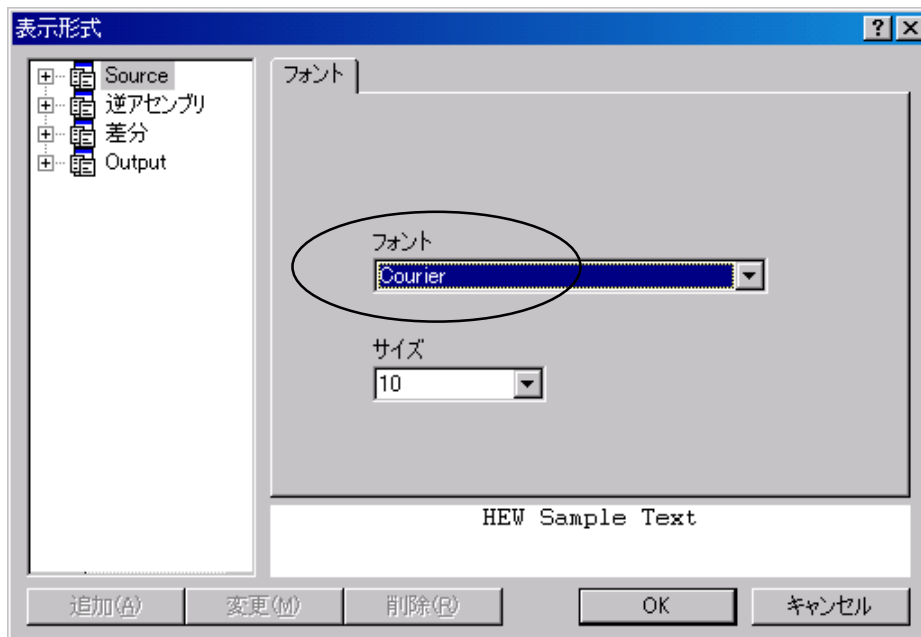 表示形式
Source
逆アセンブリ
差分
Output
フォント
フォント
Courier
サイズ
10
HEW Sample Text
追加(A) 変更(M) 削除(R) OK キャンセル